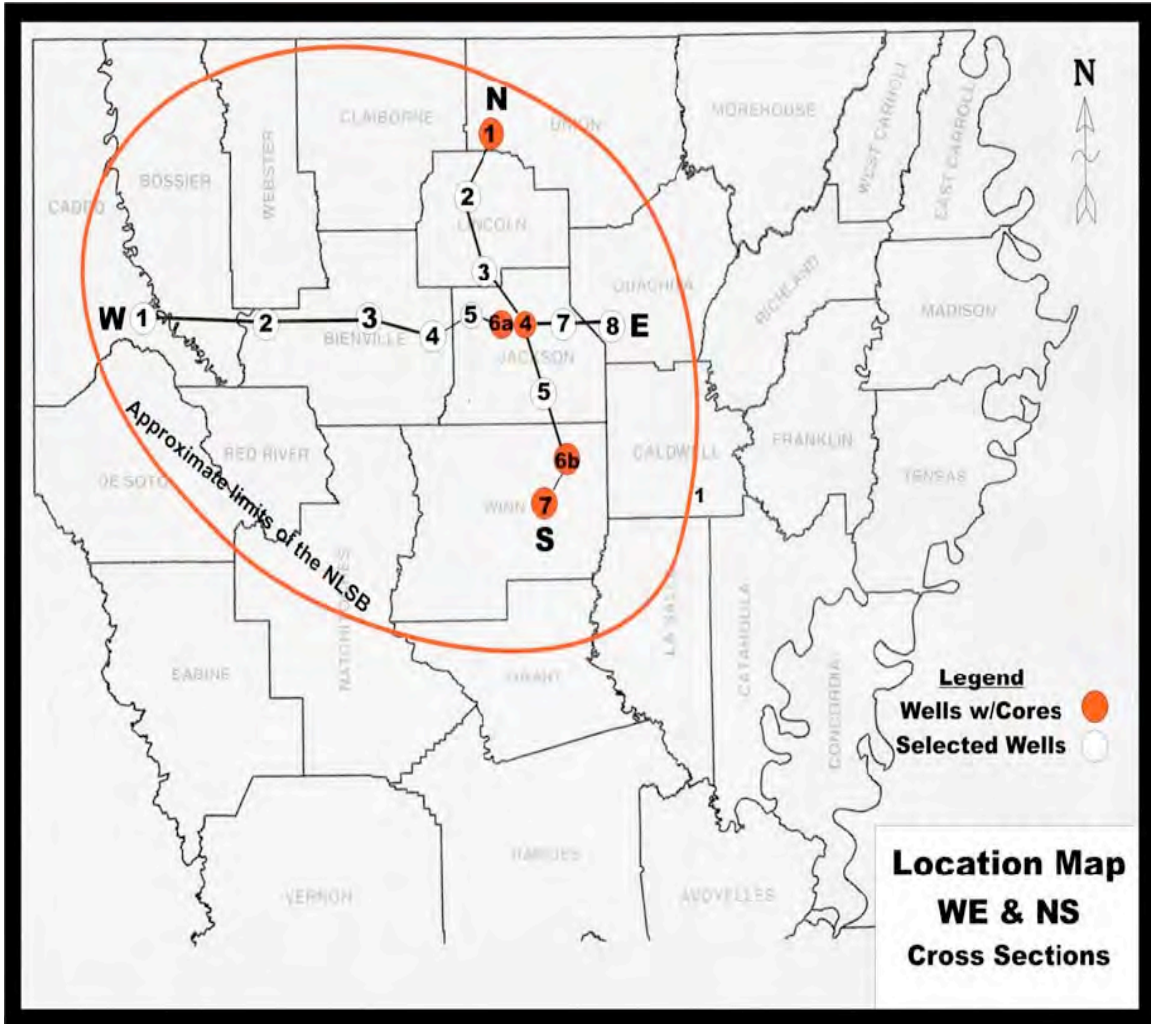 N
CLAIBORNE
UNION
MOREHOUSE
WEST CARROLL
EAST CARROLL
N
1
BOSSIER
WEBSTER
CADDO
2
LINCOLN
3
OUACHITA
RICHLAND
MADISON
W
1
2
3
4
5
6a
4
7
8
E
BIENVILLE
JACKSON
5
Approximate limits of the NLSB
RED RIVER
DE SOTO
6b
CALDWELL
FRANKLIN
TENSAS
WINN
7
1
S
NATCHITOCHES
LA SALLE
CATAHOULA
SABINE
GRANT
CONCORDIA
Legend
Wells w/Cores
Selected Wells
VERNON
RAPIDES
AVOYELLES
Location Map
WE & NS
Cross Sections